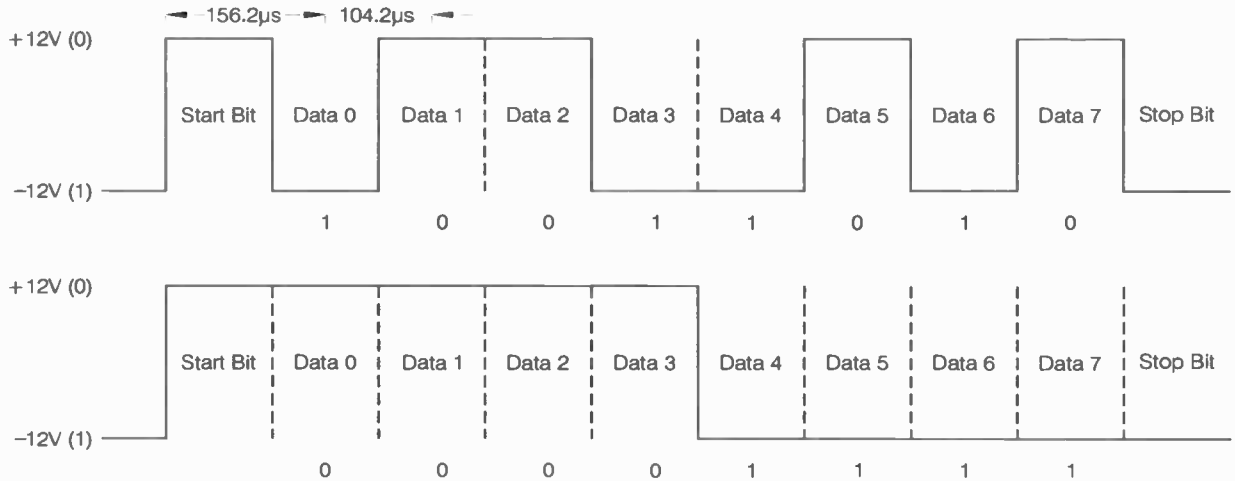 156.2µs 104.2µs
+12V (0)
Start Bit Data 0 Data 1 Data 2 Data 3 Data 4 Data 5 Data 6 Data 7 Stop Bit
−12V (1)
1 0 0 1 1 0 1 0
+12V (0)
Start Bit Data 0 Data 1 Data 2 Data 3 Data 4 Data 5 Data 6 Data 7 Stop Bit
−12V (1)
0 0 0 0 1 1 1 1